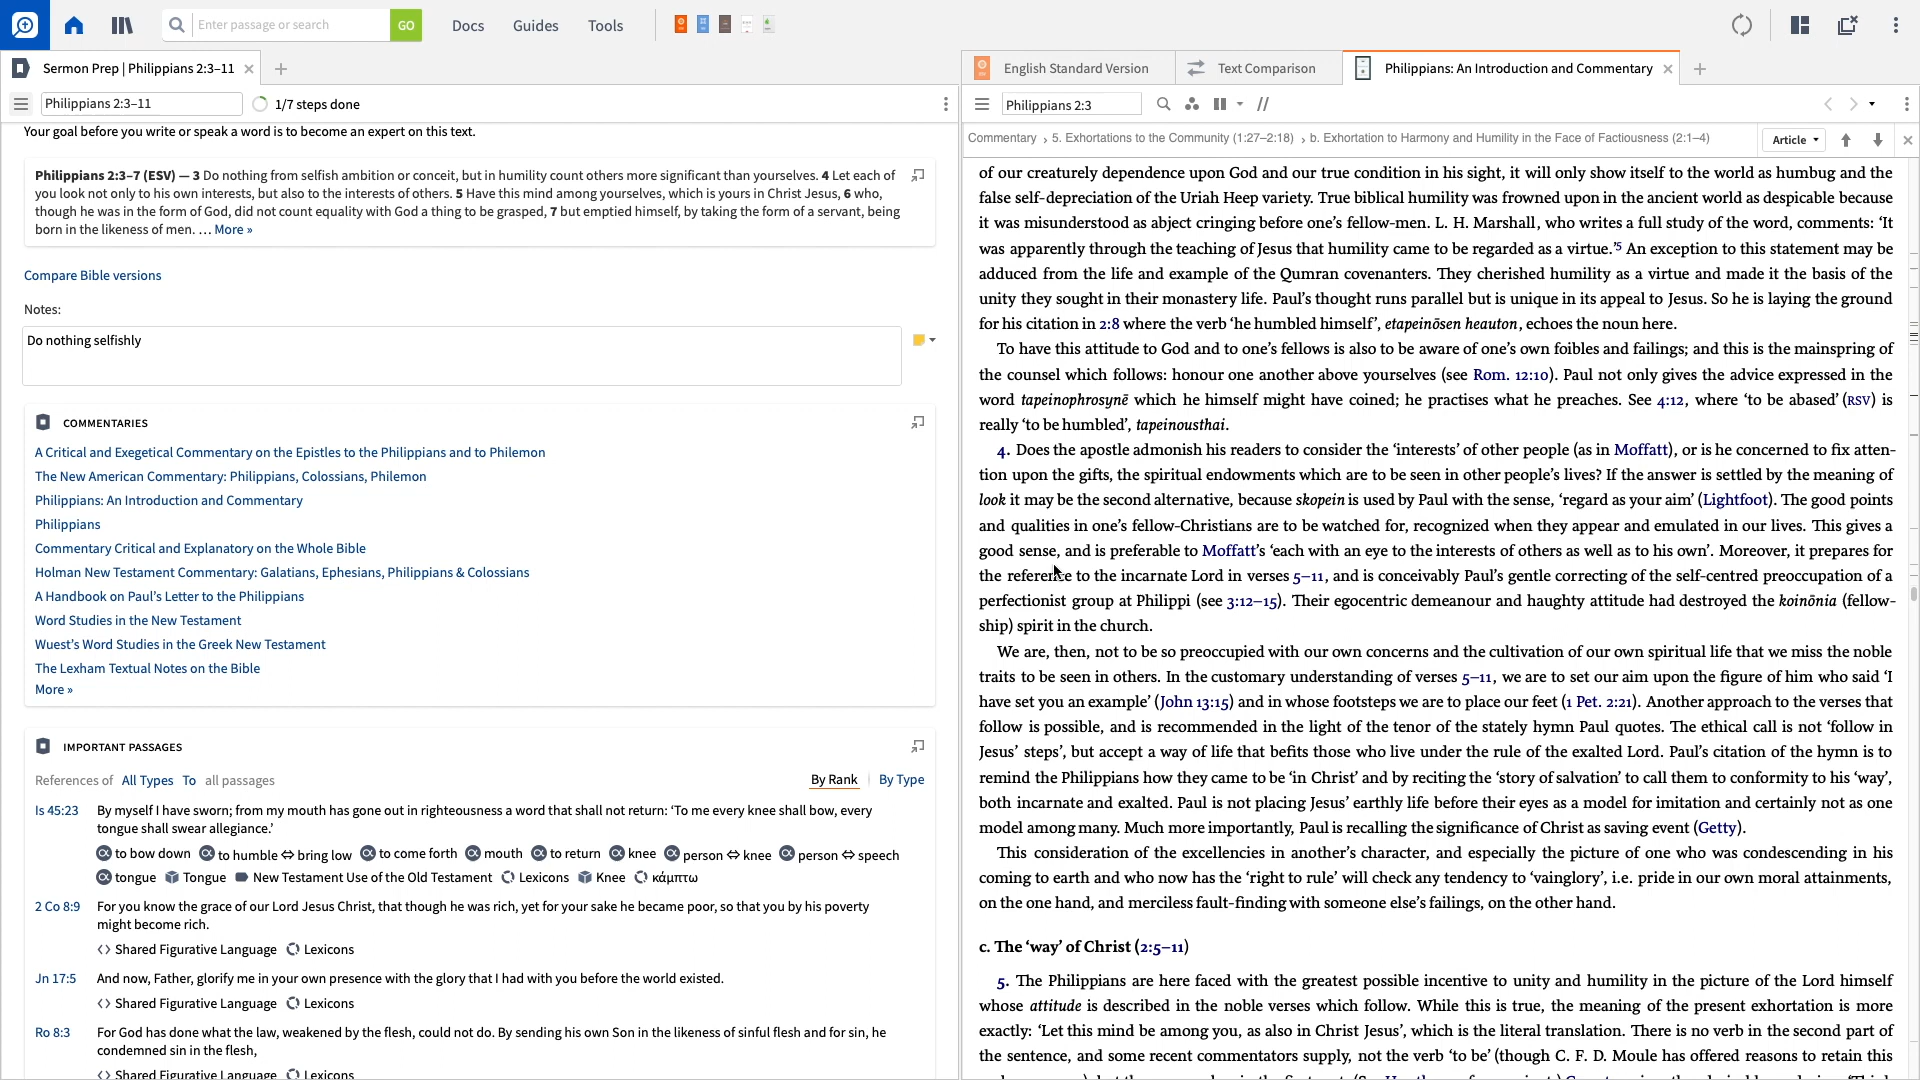 Enter passage or search
GO
Docs
Guides
Tools
Sermon Prep | Philippians 2:3–11
Philippians 2:3–11
1/7 steps done
Your goal before you write or speak a word is to become an expert on this text.
Philippians 2:3–7 (ESV) — 3 Do nothing from selfish ambition or conceit, but in humility count others more significant than yourselves. 4 Let each of
you look not only to his own interests, but also to the interests of others. 5 Have this mind among yourselves, which is yours in Christ Jesus, 6 who,
though he was in the form of God, did not count equality with God a thing to be grasped, 7 but emptied himself, by taking the form of a servant, being
born in the likeness of men. … More »
Compare Bible versions
Notes:
Do nothing selfishly
COMMENTARIES
A Critical and Exegetical Commentary on the Epistles to the Philippians and to Philemon
The New American Commentary: Philippians, Colossians, Philemon
Philippians: An Introduction and Commentary
Philippians
Commentary Critical and Explanatory on the Whole Bible
Holman New Testament Commentary: Galatians, Ephesians, Philippians & Colossians
A Handbook on Paul’s Letter to the Philippians
Word Studies in the New Testament
Wuest’s Word Studies in the Greek New Testament
The Lexham Textual Notes on the Bible
More »
IMPORTANT PASSAGES
References of All Types To all passages
By Rank By Type
Is 45:23 By myself I have sworn; from my mouth has gone out in righteousness a word that shall not return: ‘To me every knee shall bow, every
tongue shall swear allegiance.’
to bow down to humble ⇔ bring low to come forth mouth to return knee person ⇔ knee person ⇔ speech
tongue Tongue New Testament Use of the Old Testament Lexicons Knee κάμπτω
2 Co 8:9 For you know the grace of our Lord Jesus Christ, that though he was rich, yet for your sake he became poor, so that you by his poverty
might become rich.
Shared Figurative Language Lexicons
Jn 17:5 And now, Father, glorify me in your own presence with the glory that I had with you before the world existed.
Shared Figurative Language Lexicons
Ro 8:3 For God has done what the law, weakened by the flesh, could not do. By sending his own Son in the likeness of sinful flesh and for sin, he
condemned sin in the flesh,
Shared Figurative Language Lexicons
English Standard Version
Text Comparison
Philippians: An Introduction and Commentary
Philippians 2:3
Commentary › 5. Exhortations to the Community (1:27–2:18) › b. Exhortation to Harmony and Humility in the Face of Factiousness (2:1–4)
Article
of our creaturely dependence upon God and our true condition in his sight, it will only show itself to the world as humbug and the
false self-depreciation of the Uriah Heep variety. True biblical humility was frowned upon in the ancient world as despicable because
it was misunderstood as abject cringing before one’s fellow-men. L. H. Marshall, who writes a full study of the word, comments: ‘It
was apparently through the teaching of Jesus that humility came to be regarded as a virtue.’5 An exception to this statement may be
adduced from the life and example of the Qumran covenanters. They cherished humility as a virtue and made it the basis of the
unity they sought in their monastery life. Paul’s thought runs parallel but is unique in its appeal to Jesus. So he is laying the ground
for his citation in 2:8 where the verb ‘he humbled himself’, etapeinōsen heauton, echoes the noun here.
To have this attitude to God and to one’s fellows is also to be aware of one’s own foibles and failings; and this is the mainspring of
the counsel which follows: honour one another above yourselves (see Rom. 12:10). Paul not only gives the advice expressed in the
word tapeinophrosynē which he himself might have coined; he practises what he preaches. See 4:12, where ‘to be abased’ (RSV) is
really ‘to be humbled’, tapeinousthai.
4. Does the apostle admonish his readers to consider the ‘interests’ of other people (as in Moffatt), or is he concerned to fix atten-
tion upon the gifts, the spiritual endowments which are to be seen in other people’s lives? If the answer is settled by the meaning of
look it may be the second alternative, because skopein is used by Paul with the sense, ‘regard as your aim’ (Lightfoot). The good points
and qualities in one’s fellow-Christians are to be watched for, recognized when they appear and emulated in our lives. This gives a
good sense, and is preferable to Moffatt’s ‘each with an eye to the interests of others as well as to his own’. Moreover, it prepares for
the reference to the incarnate Lord in verses 5–11, and is conceivably Paul’s gentle correcting of the self-centred preoccupation of a
perfectionist group at Philippi (see 3:12–15). Their egocentric demeanour and haughty attitude had destroyed the koinōnia (fellow-
ship) spirit in the church.
We are, then, not to be so preoccupied with our own concerns and the cultivation of our own spiritual life that we miss the noble
traits to be seen in others. In the customary understanding of verses 5–11, we are to set our aim upon the figure of him who said ‘I
have set you an example’ (John 13:15) and in whose footsteps we are to place our feet (1 Pet. 2:21). Another approach to the verses that
follow is possible, and is recommended in the light of the tenor of the stately hymn Paul quotes. The ethical call is not ‘follow in
Jesus’ steps’, but accept a way of life that befits those who live under the rule of the exalted Lord. Paul’s citation of the hymn is to
remind the Philippians how they came to be ‘in Christ’ and by reciting the ‘story of salvation’ to call them to conformity to his ‘way’,
both incarnate and exalted. Paul is not placing Jesus’ earthly life before their eyes as a model for imitation and certainly not as one
model among many. Much more importantly, Paul is recalling the significance of Christ as saving event (Getty).
This consideration of the excellencies in another’s character, and especially the picture of one who was condescending in his
coming to earth and who now has the ‘right to rule’ will check any tendency to ‘vainglory’, i.e. pride in our own moral attainments,
on the one hand, and merciless fault-finding with someone else’s failings, on the other hand.
c. The ‘way’ of Christ (2:5–11)
5. The Philippians are here faced with the greatest possible incentive to unity and humility in the picture of the Lord himself
whose attitude is described in the noble verses which follow. While this is true, the meaning of the present exhortation is more
exactly: ‘Let this mind be among you, as also in Christ Jesus’, which is the literal translation. There is no verb in the second part of
the sentence, and some recent commentators supply, not the verb ‘to be’ (though C. F. D. Moule has offered reasons to retain this